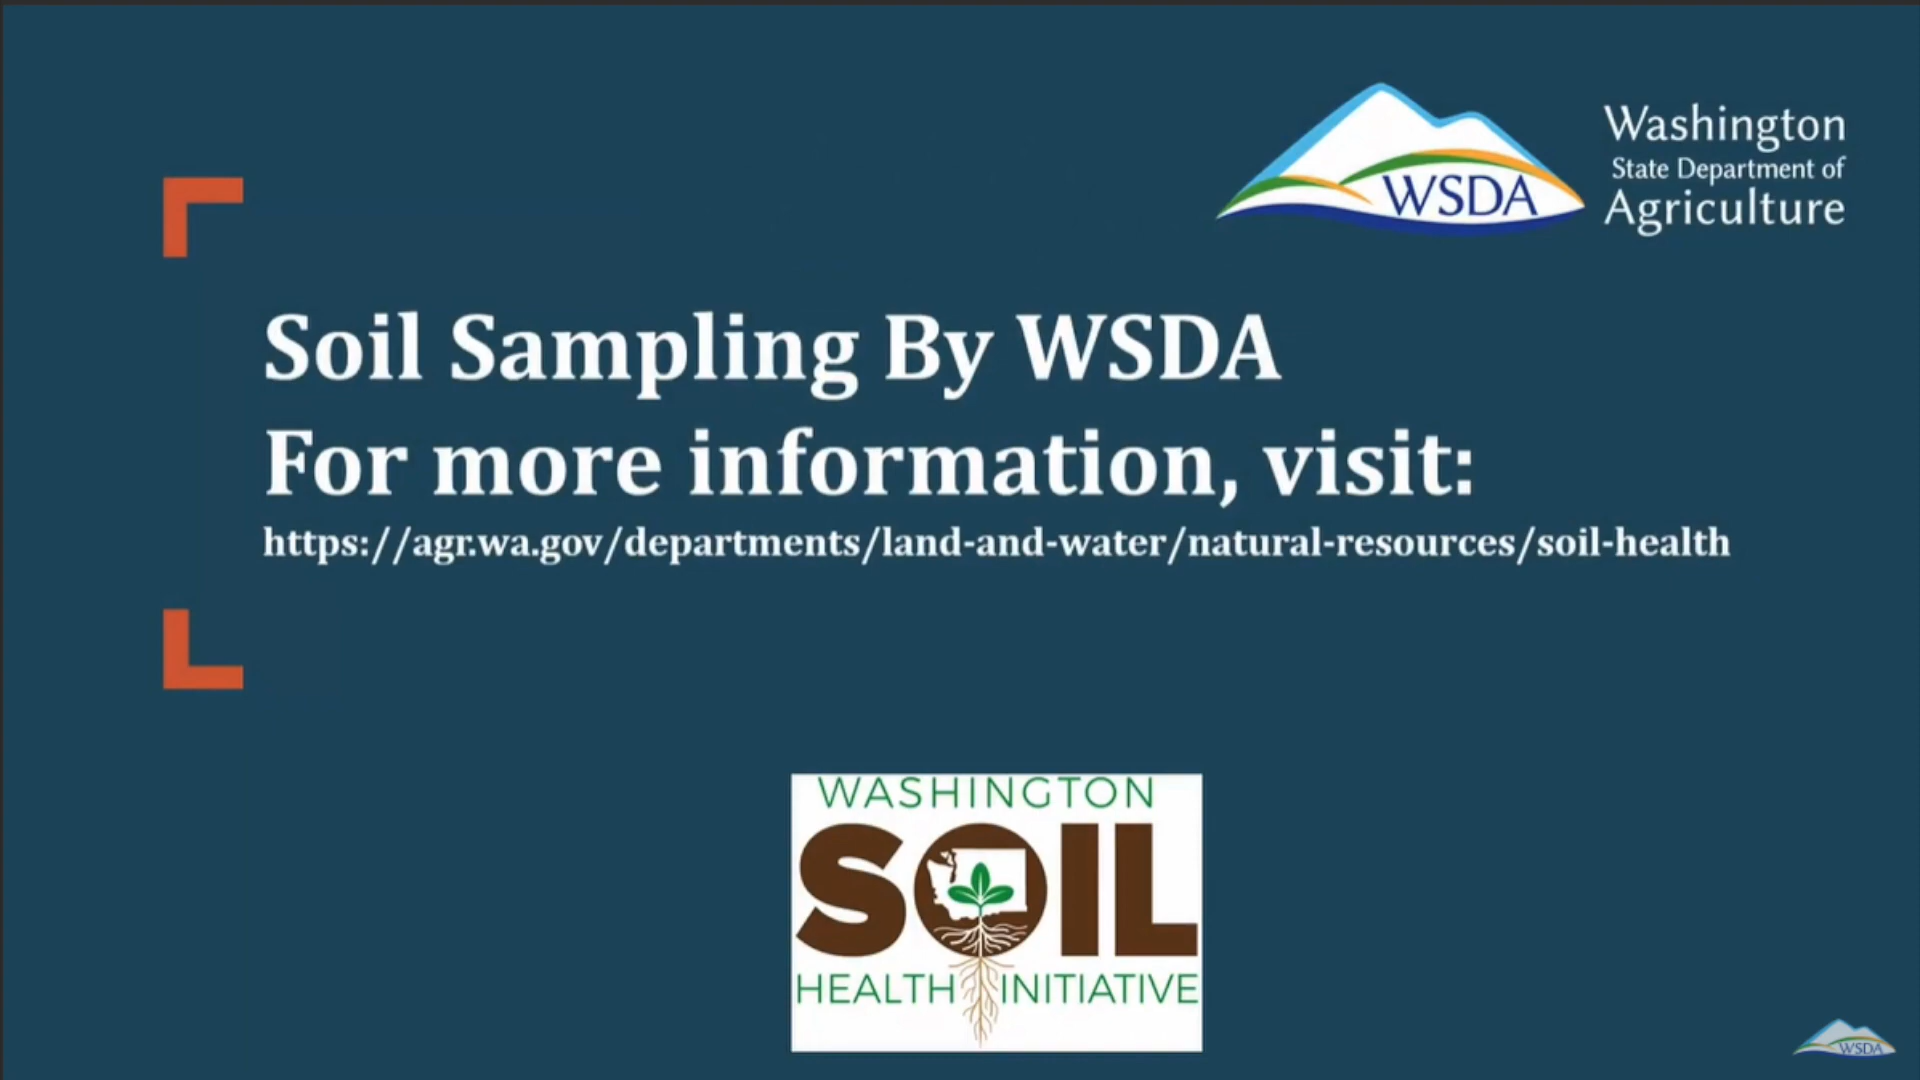 WSDA
Washington
State Department of
Agriculture
Soil Sampling By WSDA
For more information, visit:
https://agr.wa.gov/departments/land-and-water/natural-resources/soil-health
WASHINGTON
SOIL
HEALTH INITIATIVE
WSDA